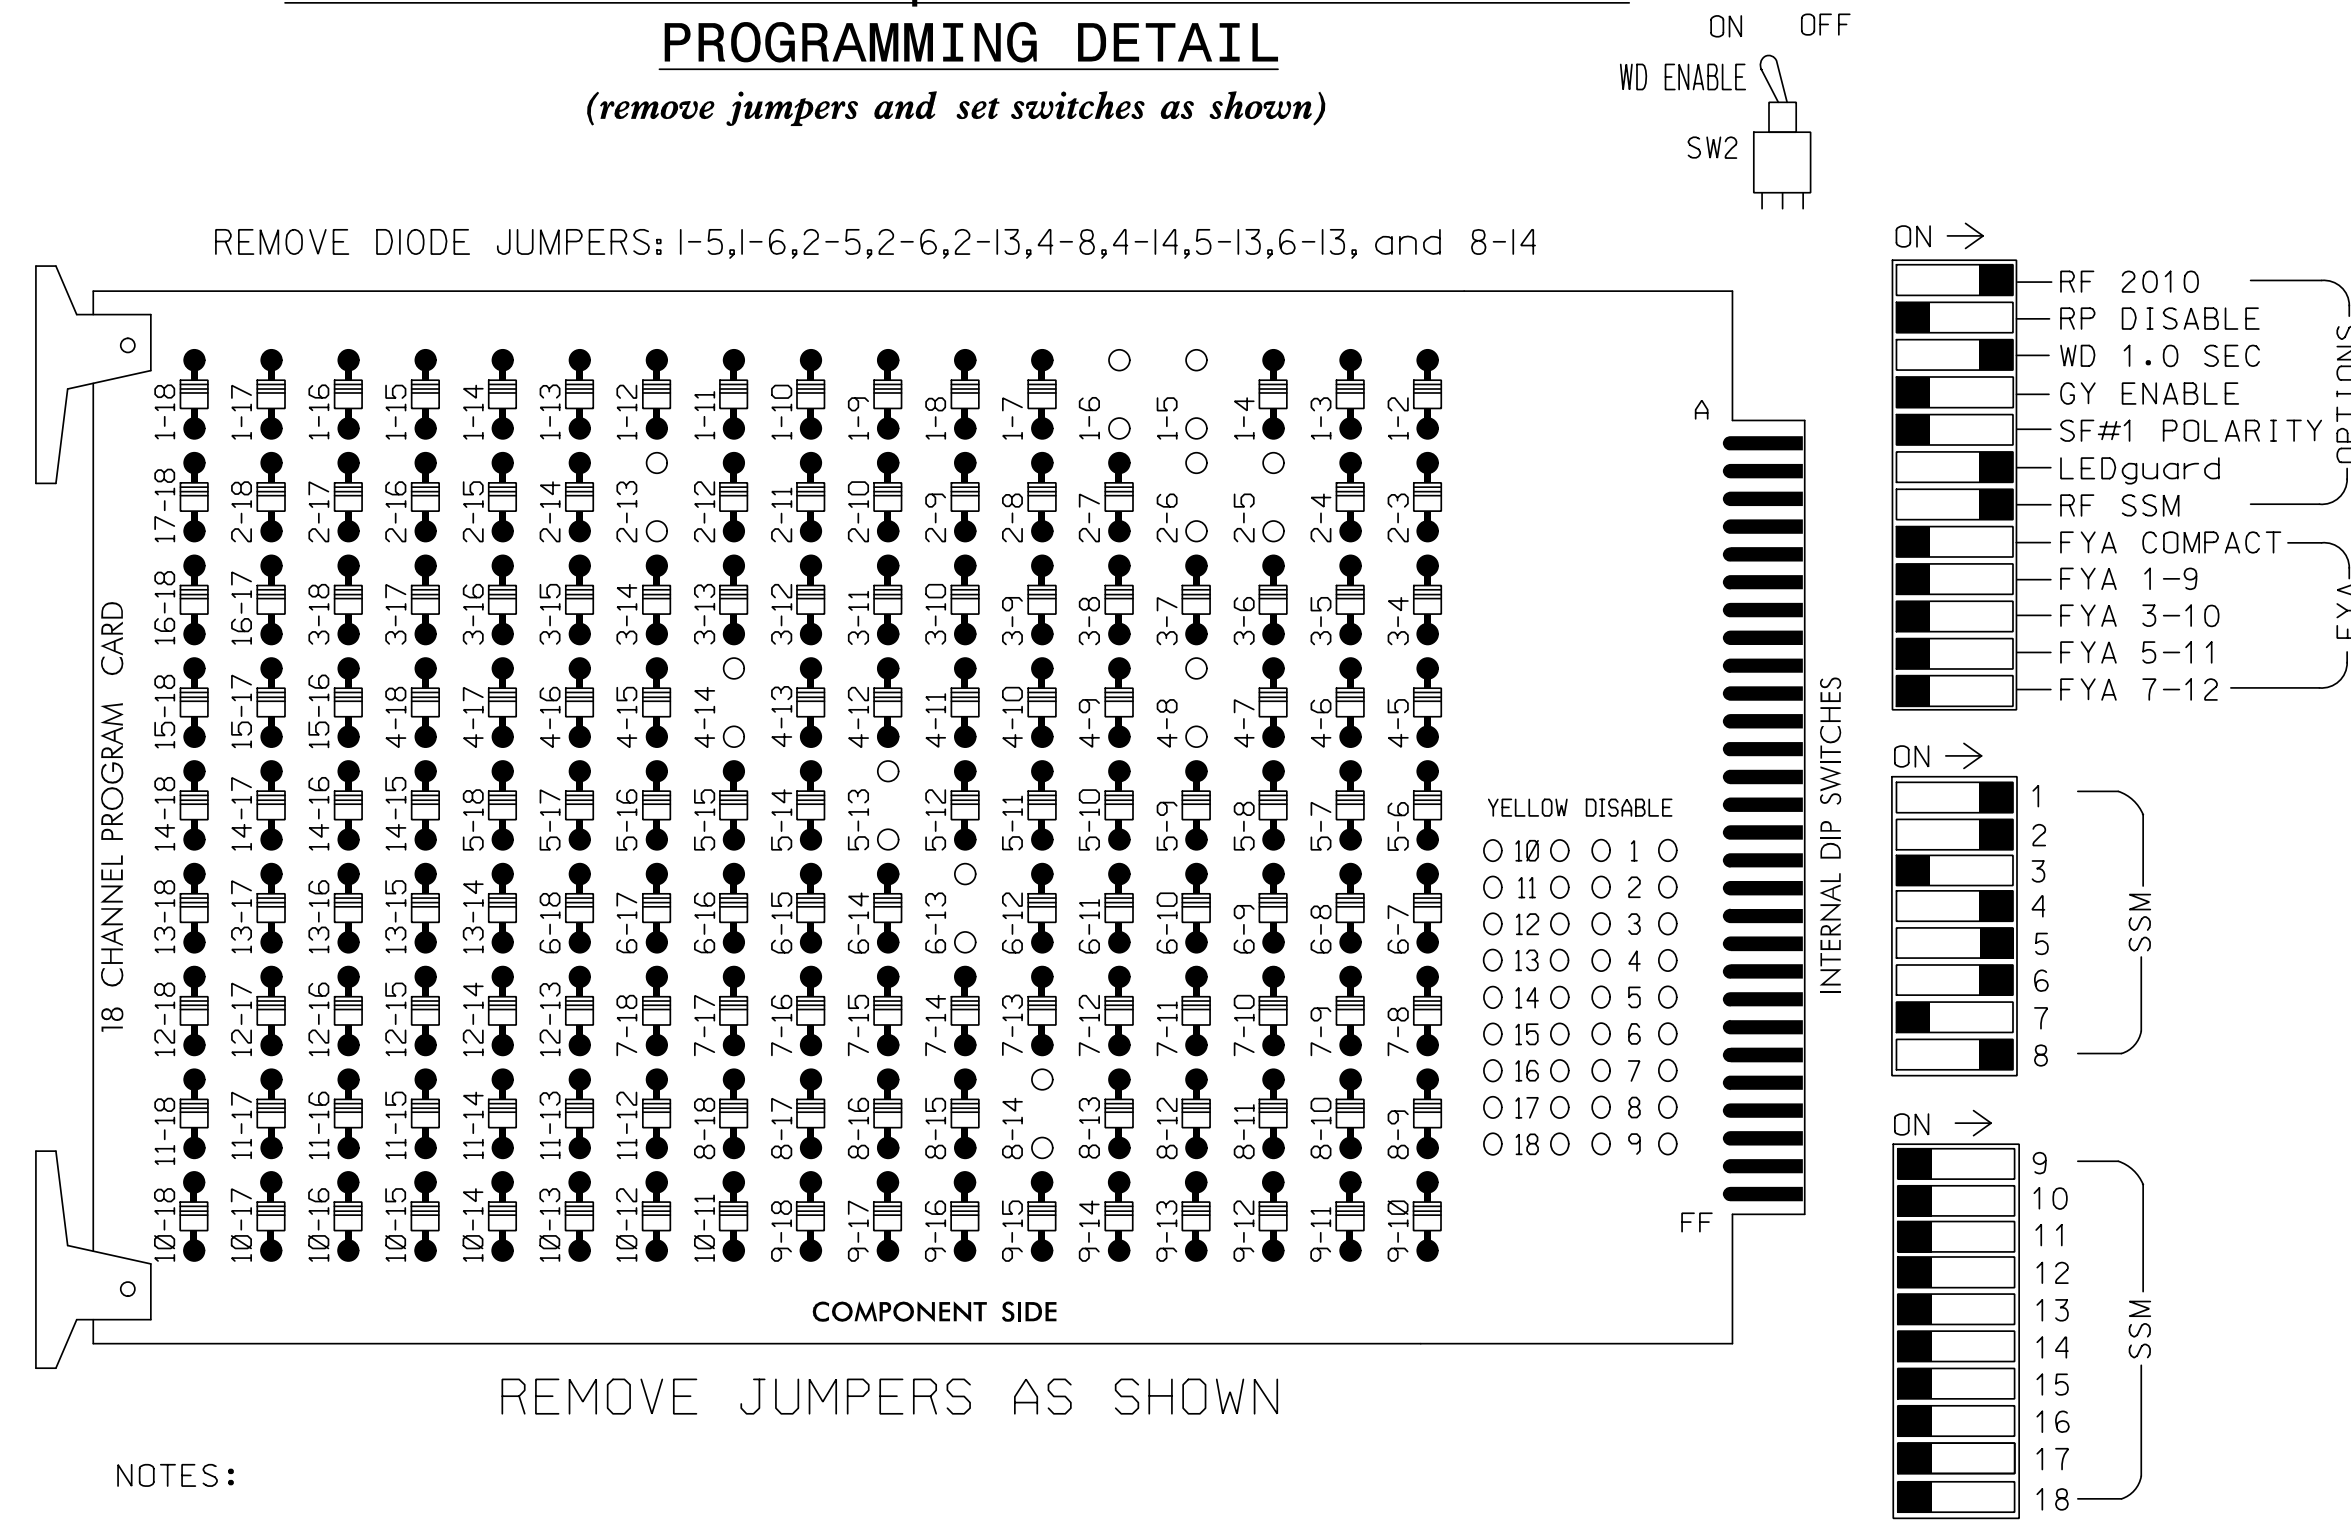 PROGRAMMING DETAIL
(remove jumpers and set switches as shown)
ON OFF
WD ENABLE
SW2
REMOVE DIODE JUMPERS: 1-5,1-6,2-5,2-6,2-13,4-8,4-14,5-13,6-13, and 8-14
18 CHANNEL PROGRAM CARD
1-18 1-17 1-16 1-15 1-14 1-13 1-12 1-11 1-10 1-9 1-8 1-7 1-6 1-5 1-4 1-3 1-2
17-18 2-18 2-17 2-16 2-15 2-14 2-13 2-12 2-11 2-10 2-9 2-8 2-7 2-6 2-5 2-4 2-3
16-18 16-17 3-18 3-17 3-16 3-15 3-14 3-13 3-12 3-11 3-10 3-9 3-8 3-7 3-6 3-5 3-4
15-18 15-17 15-16 4-18 4-17 4-16 4-15 4-14 4-13 4-12 4-11 4-10 4-9 4-8 4-7 4-6 4-5
14-18 14-17 14-16 14-15 5-18 5-17 5-16 5-15 5-14 5-13 5-12 5-11 5-10 5-9 5-8 5-7 5-6
13-18 13-17 13-16 13-15 13-14 6-18 6-17 6-16 6-15 6-14 6-13 6-12 6-11 6-10 6-9 6-8 6-7
12-18 12-17 12-16 12-15 12-14 12-13 7-18 7-17 7-16 7-15 7-14 7-13 7-12 7-11 7-10 7-9 7-8
11-18 11-17 11-16 11-15 11-14 11-13 11-12 8-18 8-17 8-16 8-15 8-14 8-13 8-12 8-11 8-10 8-9
10-18 10-17 10-16 10-15 10-14 10-13 10-12 10-11 9-18 9-17 9-16 9-15 9-14 9-13 9-12 9-11 9-10
COMPONENT SIDE
A
FF
YELLOW DISABLE
10 1
11 2
12 3
13 4
14 5
15 6
16 7
17 8
18 9
INTERNAL DIP SWITCHES
ON →
RF 2010
RP DISABLE
WD 1.0 SEC
GY ENABLE
SF#1 POLARITY
LEDguard
RF SSM
OPTIONS
FYA COMPACT
FYA 1-9
FYA 3-10
FYA 5-11
FYA 7-12
FYA
ON →
1
2
3
4
5
6
7
8
SSM
ON →
9
10
11
12
13
14
15
16
17
18
SSM
REMOVE JUMPERS AS SHOWN
NOTES: